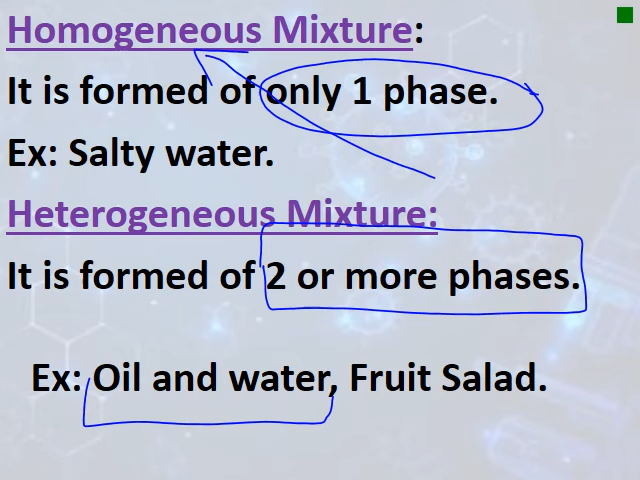 Homogeneous Mixture:
It is formed of only 1 phase.
Ex: Salty water.
Heterogeneous Mixture:
It is formed of 2 or more phases.
Ex: Oil and water, Fruit Salad.